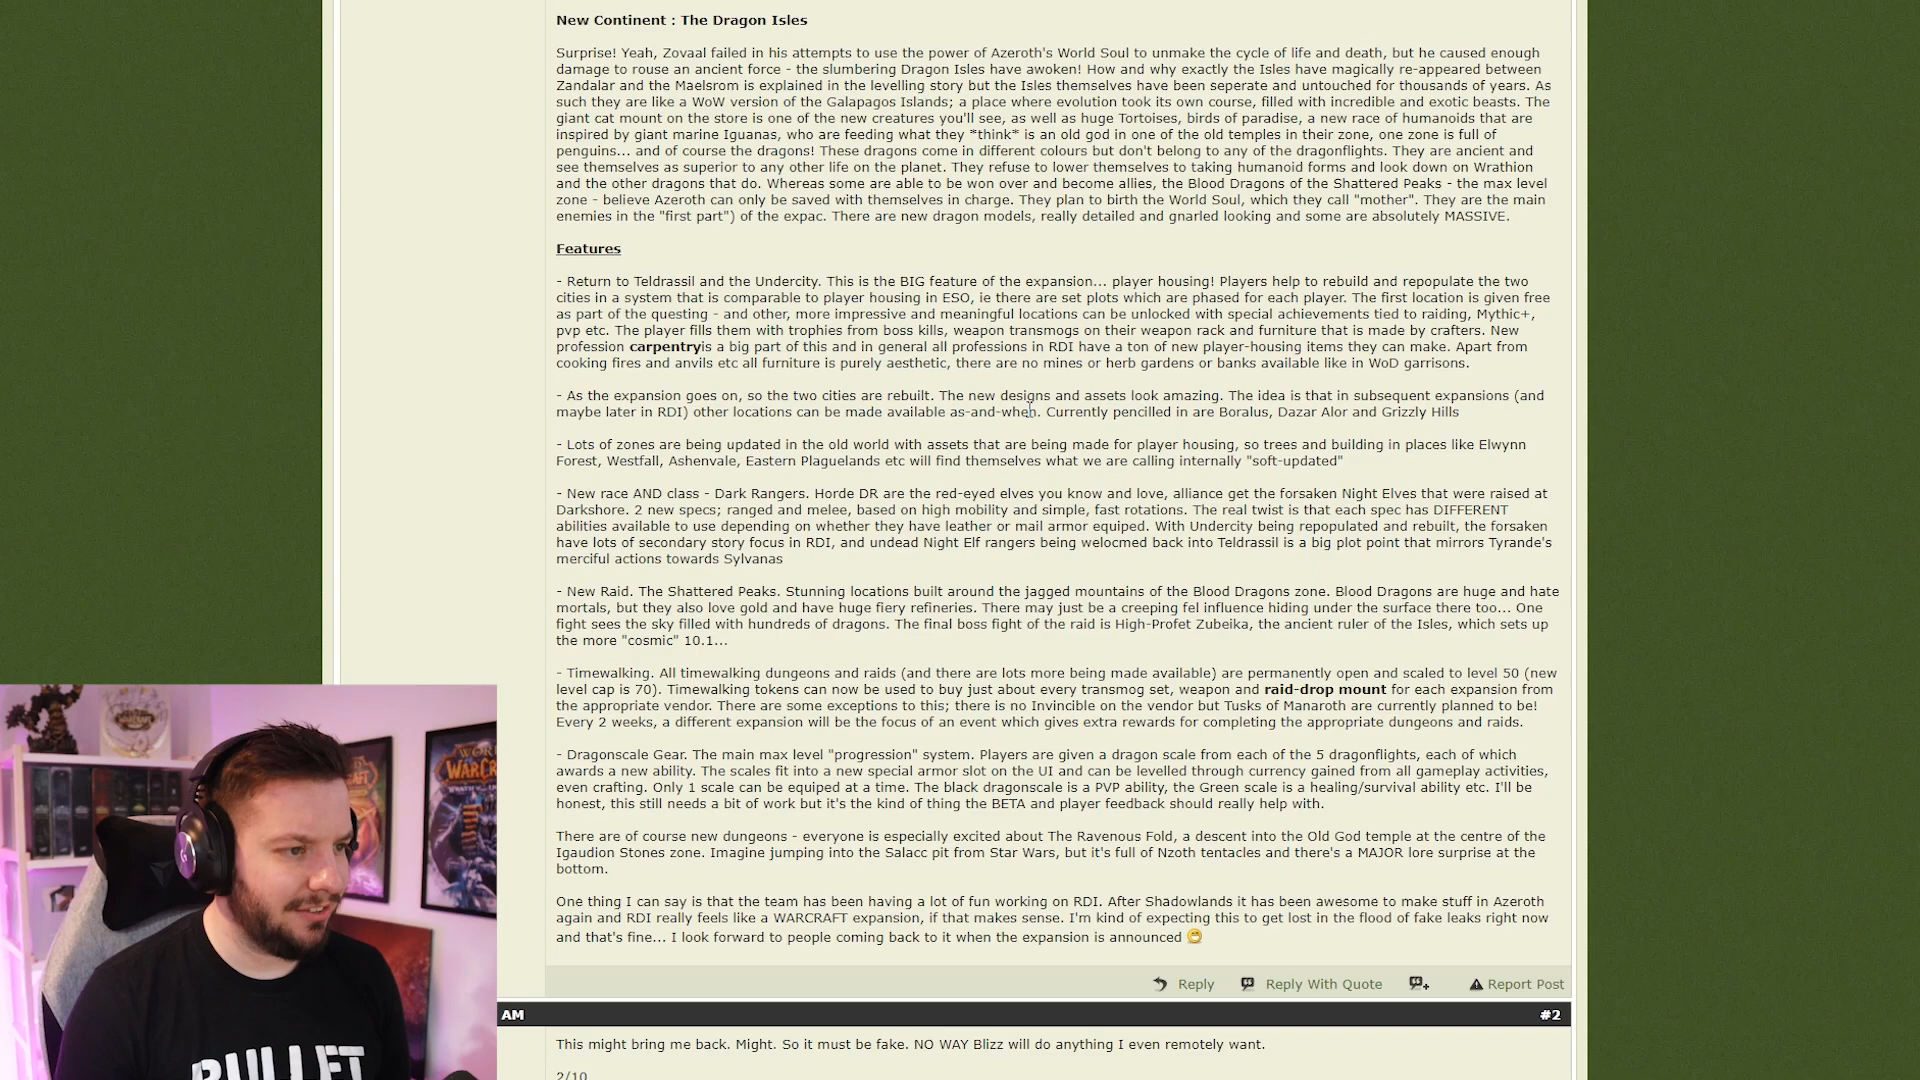 New Continent : The Dragon Isles
Surprise! Yeah, Zovaal failed in his attempts to use the power of Azeroth's World Soul to unmake the cycle of life and death, but he caused enough
damage to rouse an ancient force - the slumbering Dragon Isles have awoken! How and why exactly the Isles have magically re-appeared between
Zandalar and the Maelsrom is explained in the levelling story but the Isles themselves have been seperate and untouched for thousands of years. As
such they are like a WoW version of the Galapagos Islands; a place where evolution took its own course, filled with incredible and exotic beasts. The
giant cat mount on the store is one of the new creatures you'll see, as well as huge Tortoises, birds of paradise, a new race of humanoids that are
inspired by giant marine Iguanas, who are feeding what they *think* is an old god in one of the old temples in their zone, one zone is full of
penguins... and of course the dragons! These dragons come in different colours but don't belong to any of the dragonflights. They are ancient and
see themselves as superior to any other life on the planet. They refuse to lower themselves to taking humanoid forms and look down on Wrathion
and the other dragons that do. Whereas some are able to be won over and become allies, the Blood Dragons of the Shattered Peaks - the max level
zone - believe Azeroth can only be saved with themselves in charge. They plan to birth the World Soul, which they call "mother". They are the main
enemies in the "first part") of the expac. There are new dragon models, really detailed and gnarled looking and some are absolutely MASSIVE.
Features
- Return to Teldrassil and the Undercity. This is the BIG feature of the expansion... player housing! Players help to rebuild and repopulate the two
cities in a system that is comparable to player housing in ESO, ie there are set plots which are phased for each player. The first location is given free
as part of the questing - and other, more impressive and meaningful locations can be unlocked with special achievements tied to raiding, Mythic+,
pvp etc. The player fills them with trophies from boss kills, weapon transmogs on their weapon rack and furniture that is made by crafters. New
profession carpentryis a big part of this and in general all professions in RDI have a ton of new player-housing items they can make. Apart from
cooking fires and anvils etc all furniture is purely aesthetic, there are no mines or herb gardens or banks available like in WoD garrisons.
- As the expansion goes on, so the two cities are rebuilt. The new designs and assets look amazing. The idea is that in subsequent expansions (and
maybe later in RDI) other locations can be made available as-and-when. Currently pencilled in are Boralus, Dazar Alor and Grizzly Hills
- Lots of zones are being updated in the old world with assets that are being made for player housing, so trees and building in places like Elwynn
Forest, Westfall, Ashenvale, Eastern Plaguelands etc will find themselves what we are calling internally "soft-updated"
- New race AND class - Dark Rangers. Horde DR are the red-eyed elves you know and love, alliance get the forsaken Night Elves that were raised at
Darkshore. 2 new specs; ranged and melee, based on high mobility and simple, fast rotations. The real twist is that each spec has DIFFERENT
abilities available to use depending on whether they have leather or mail armor equiped. With Undercity being repopulated and rebuilt, the forsaken
have lots of secondary story focus in RDI, and undead Night Elf rangers being welocmed back into Teldrassil is a big plot point that mirrors Tyrande's
merciful actions towards Sylvanas
- New Raid. The Shattered Peaks. Stunning locations built around the jagged mountains of the Blood Dragons zone. Blood Dragons are huge and hate
mortals, but they also love gold and have huge fiery refineries. There may just be a creeping fel influence hiding under the surface there too... One
fight sees the sky filled with hundreds of dragons. The final boss fight of the raid is High-Profet Zubeika, the ancient ruler of the Isles, which sets up
the more "cosmic" 10.1...
- Timewalking. All timewalking dungeons and raids (and there are lots more being made available) are permanently open and scaled to level 50 (new
level cap is 70). Timewalking tokens can now be used to buy just about every transmog set, weapon and raid-drop mount for each expansion from
the appropriate vendor. There are some exceptions to this; there is no Invincible on the vendor but Tusks of Manaroth are currently planned to be!
Every 2 weeks, a different expansion will be the focus of an event which gives extra rewards for completing the appropriate dungeons and raids.
- Dragonscale Gear. The main max level "progression" system. Players are given a dragon scale from each of the 5 dragonflights, each of which
awards a new ability. The scales fit into a new special armor slot on the UI and can be levelled through currency gained from all gameplay activities,
even crafting. Only 1 scale can be equiped at a time. The black dragonscale is a PVP ability, the Green scale is a healing/survival ability etc. I'll be
honest, this still needs a bit of work but it's the kind of thing the BETA and player feedback should really help with.
There are of course new dungeons - everyone is especially excited about The Ravenous Fold, a descent into the Old God temple at the centre of the
Igaudion Stones zone. Imagine jumping into the Salacc pit from Star Wars, but it's full of Nzoth tentacles and there's a MAJOR lore surprise at the
bottom.
One thing I can say is that the team has been having a lot of fun working on RDI. After Shadowlands it has been awesome to make stuff in Azeroth
again and RDI really feels like a WARCRAFT expansion, if that makes sense. I'm kind of expecting this to get lost in the flood of fake leaks right now
and that's fine... I look forward to people coming back to it when the expansion is announced
Reply
Reply With Quote
Report Post
AM
#2
This might bring me back. Might. So it must be fake. NO WAY Blizz will do anything I even remotely want.
2/10
BULLET